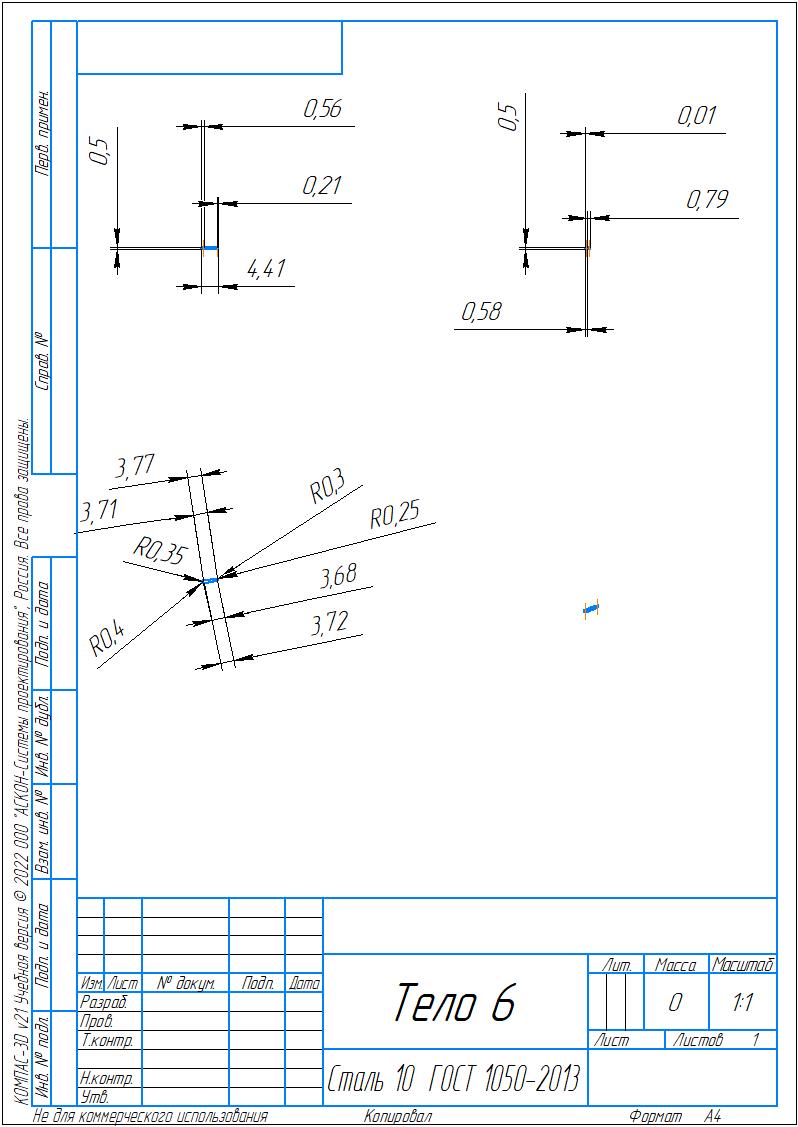 0,56
0,5
0,21
4,41
0,5
0,01
0,79
0,58
3,77
3,71
R0,35
R0,4
R0,3
R0,25
3,68
3,72
Перв. примен.
Справ. №
Подп. и дата
Инв. № дубл.
Взам. инв. №
Подп. и дата
Инв. № подл.
КОМПАС-3D v21 Учебная версия © 2022 ООО "АСКОН-Системы проектирования", Россия. Все права защищены.
Изм. Лист № докум. Подп. Дата
Разраб.
Пров.
Т.контр.
Н.контр.
Утв.
Тело 6
Сталь 10 ГОСТ 1050-2013
Лит. Масса Масштаб
0 1:1
Лист Листов 1
Не для коммерческого использования Копировал Формат А4